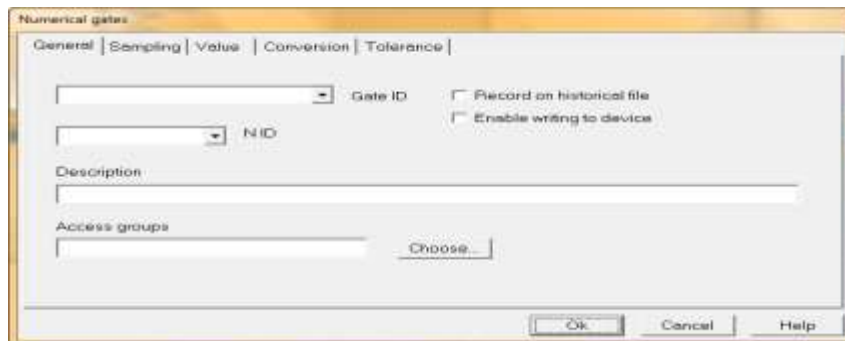 Numerical gates
General Sampling Value Conversion Tolerance
Gate ID Record on historical file
Enable writing to device
N ID
Description
Access groups
Choose...
Ok Cancel Help